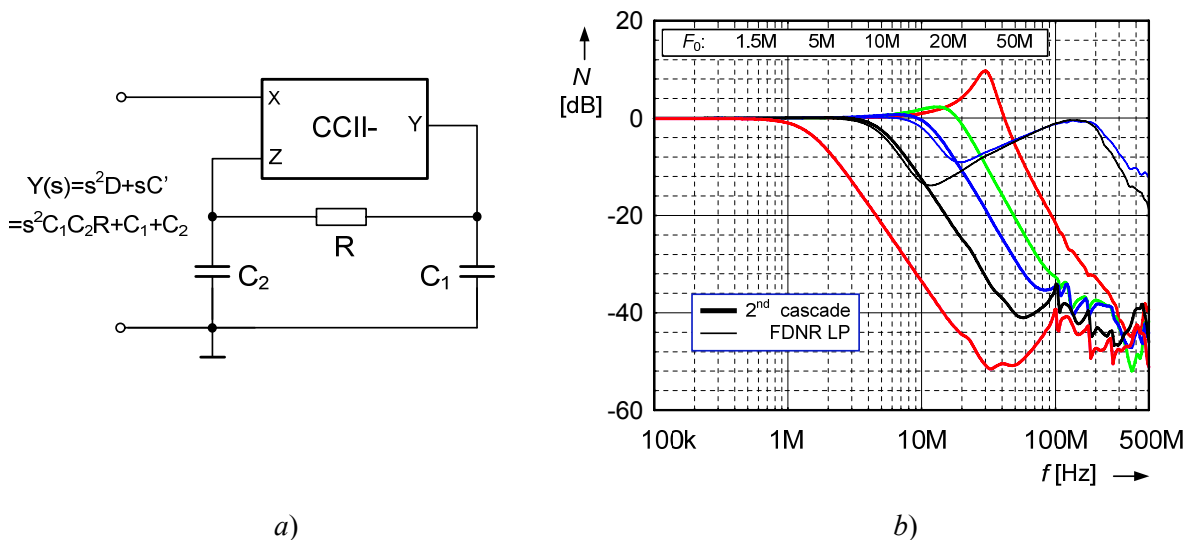 X
CCII-
Y
Z
Y(s)=s²D+sC'
=s²C₁C₂R+C₁+C₂
R
C₂
C₁
a)
20
0
-20
-40
-60
N
[dB]
F₀: 1.5M 5M 10M 20M 50M
2nd cascade
FDNR LP
100k 1M 10M 100M 500M
f [Hz]
b)